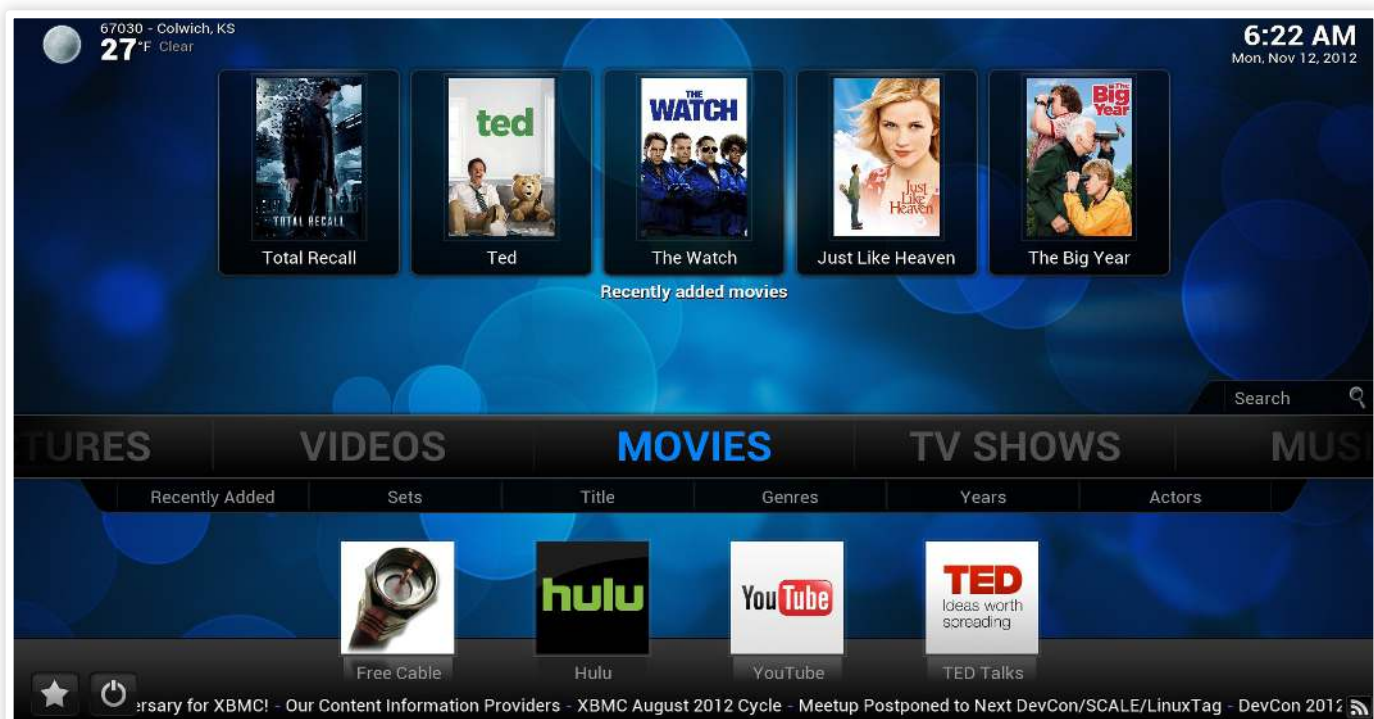 67030 - Colwich, KS
27°F Clear
6:22 AM
Mon, Nov 12, 2012
TOTAL RECALL
ted
THE
WATCH
Just
Like
Heaven
The
Big
Year
Total Recall
Ted
The Watch
Just Like Heaven
The Big Year
Recently added movies
Search
TURES
VIDEOS
MOVIES
TV SHOWS
MUSI
Recently Added
Sets
Title
Genres
Years
Actors
hulu
YouTube
TED
Ideas worth
spreading
Free Cable
Hulu
YouTube
TED Talks
ersary for XBMC! - Our Content Information Providers - XBMC August 2012 Cycle - Meetup Postponed to Next DevCon/SCALE/LinuxTag - DevCon 2012